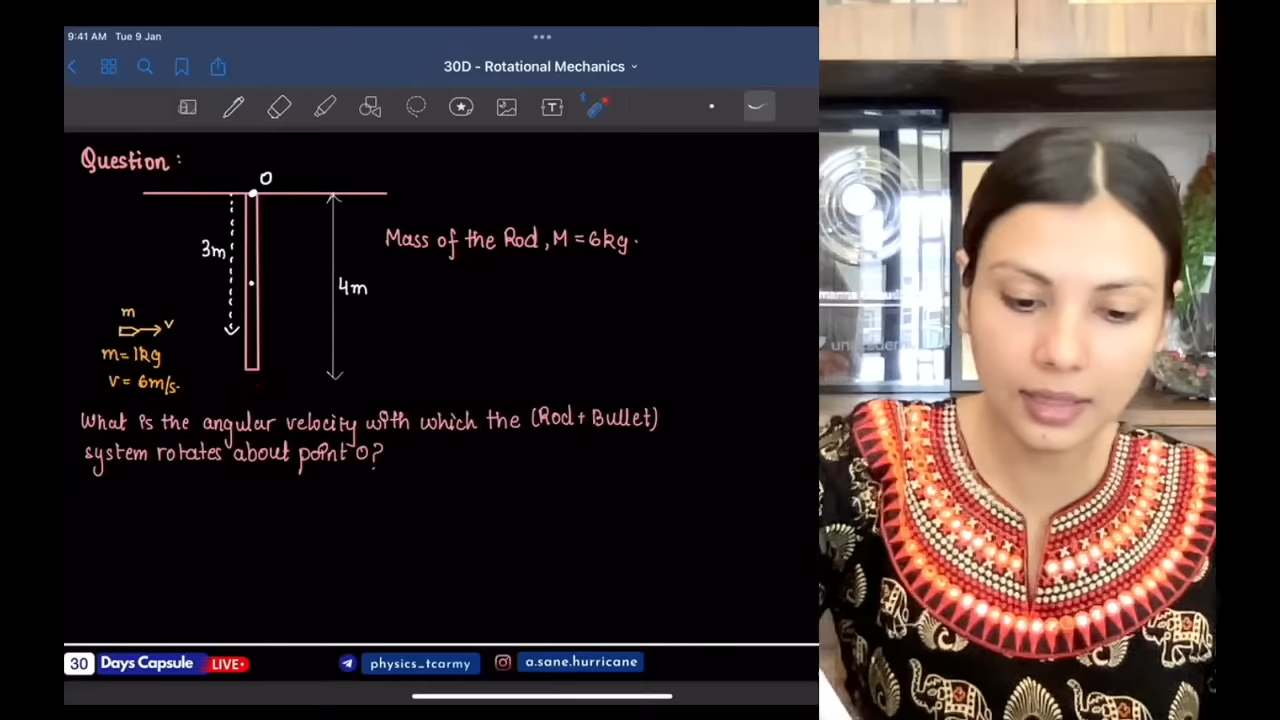 9:41 AM Tue 9 Jan
30D - Rotational Mechanics
Question:
O
3m
Mass of the Rod, M = 6kg.
4m
m
v
m= 1kg
v = 6m/s.
What is the angular velocity with which the (Rod + Bullet)
system rotates about point O?
30 Days Capsule LIVE
physics_tcarmy
a.sane.hurricane